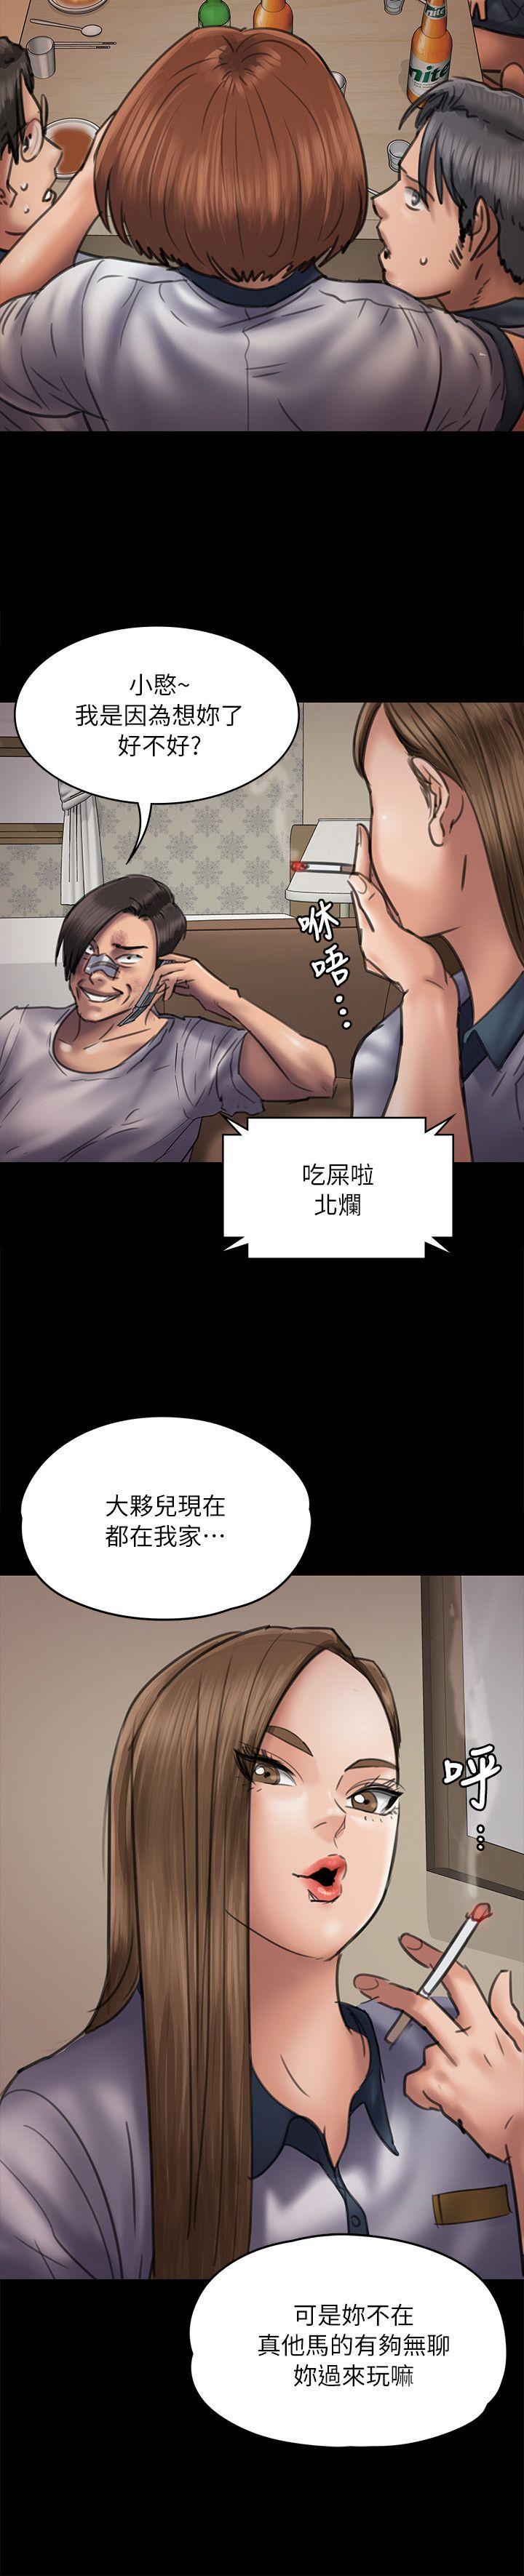 nite
小愍~
我是因為想妳了
好不好?
咻
唔…
吃屎啦
北爛
大夥兒現在
都在我家…
呼…
可是妳不在
真他馬的有夠無聊
妳過來玩嘛